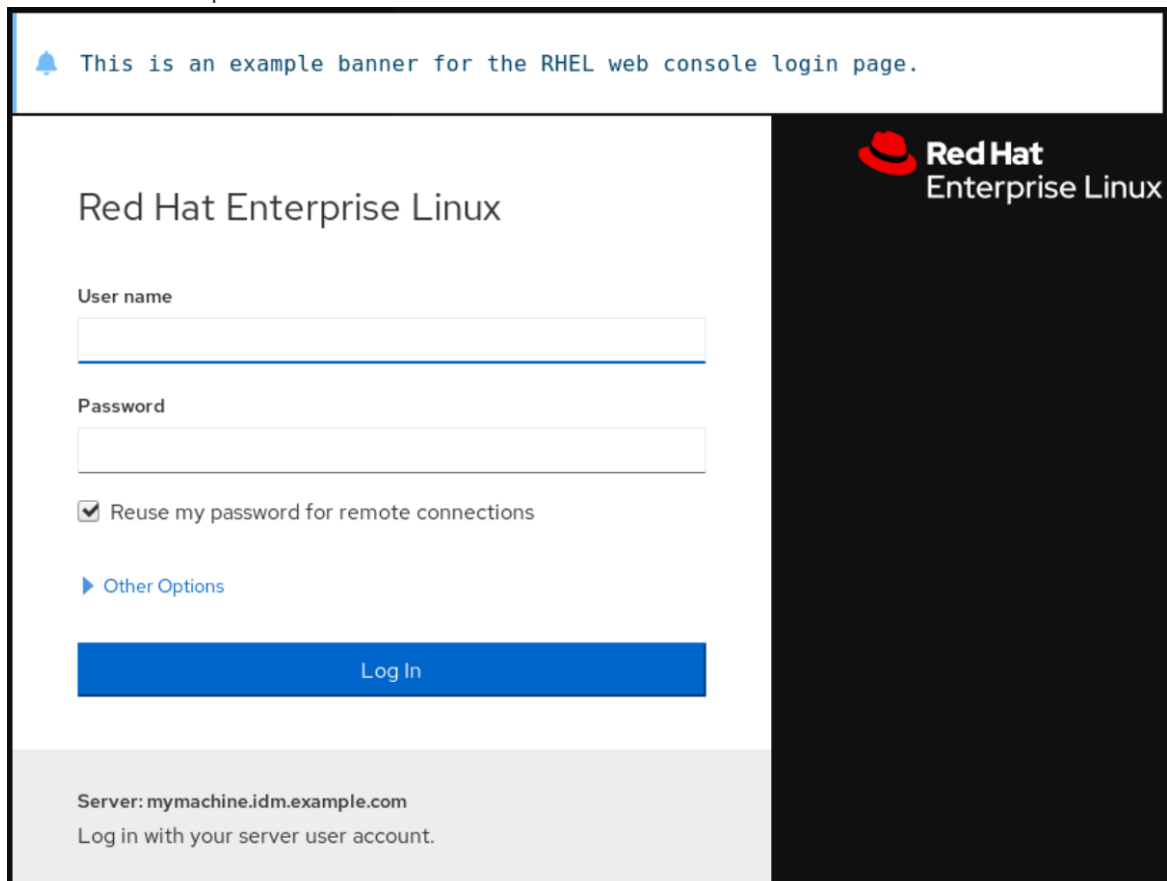 This is an example banner for the RHEL web console login page.
Red Hat
Enterprise Linux
Red Hat Enterprise Linux
User name
Password
Reuse my password for remote connections
Other Options
Log In
Server: mymachine.idm.example.com
Log in with your server user account.